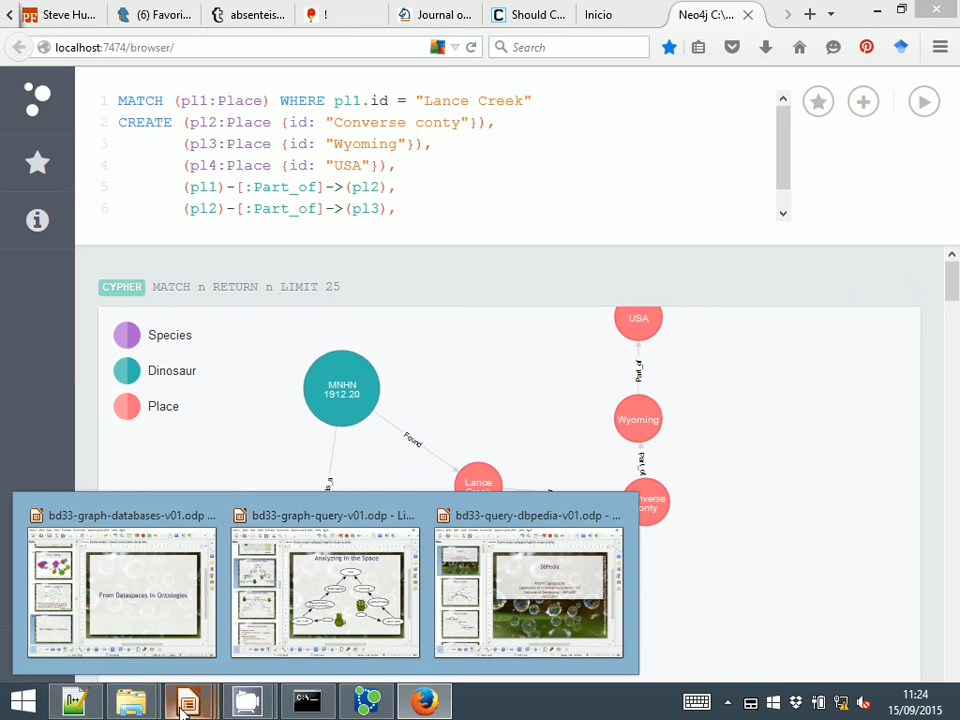 Steve Hu...
(6) Favori...
absenteis...
!
Journal o...
Should C...
Inicio
Neo4j C:\...
localhost:7474/browser/
Search
1 MATCH (pl1:Place) WHERE pl1.id = "Lance Creek"
2 CREATE (pl2:Place {id: "Converse conty"}),
3 (pl3:Place {id: "Wyoming"}),
4 (pl4:Place {id: "USA"}),
5 (pl1)-[:Part_of]->(pl2),
6 (pl2)-[:Part_of]->(pl3),
CYPHER MATCH n RETURN n LIMIT 25
Species
Dinosaur
Place
USA
Part_of
MNHN
1912.20
Wyoming
Found
Part_of
Lance
bd33-graph-databases-v01.odp ...
bd33-graph-query-v01.odp - Li...
bd33-query-dbpedia-v01.odp - ...
From Dataspaces to Ontologies
Analyzing in the Space
DBPedia
11:24
15/09/2015